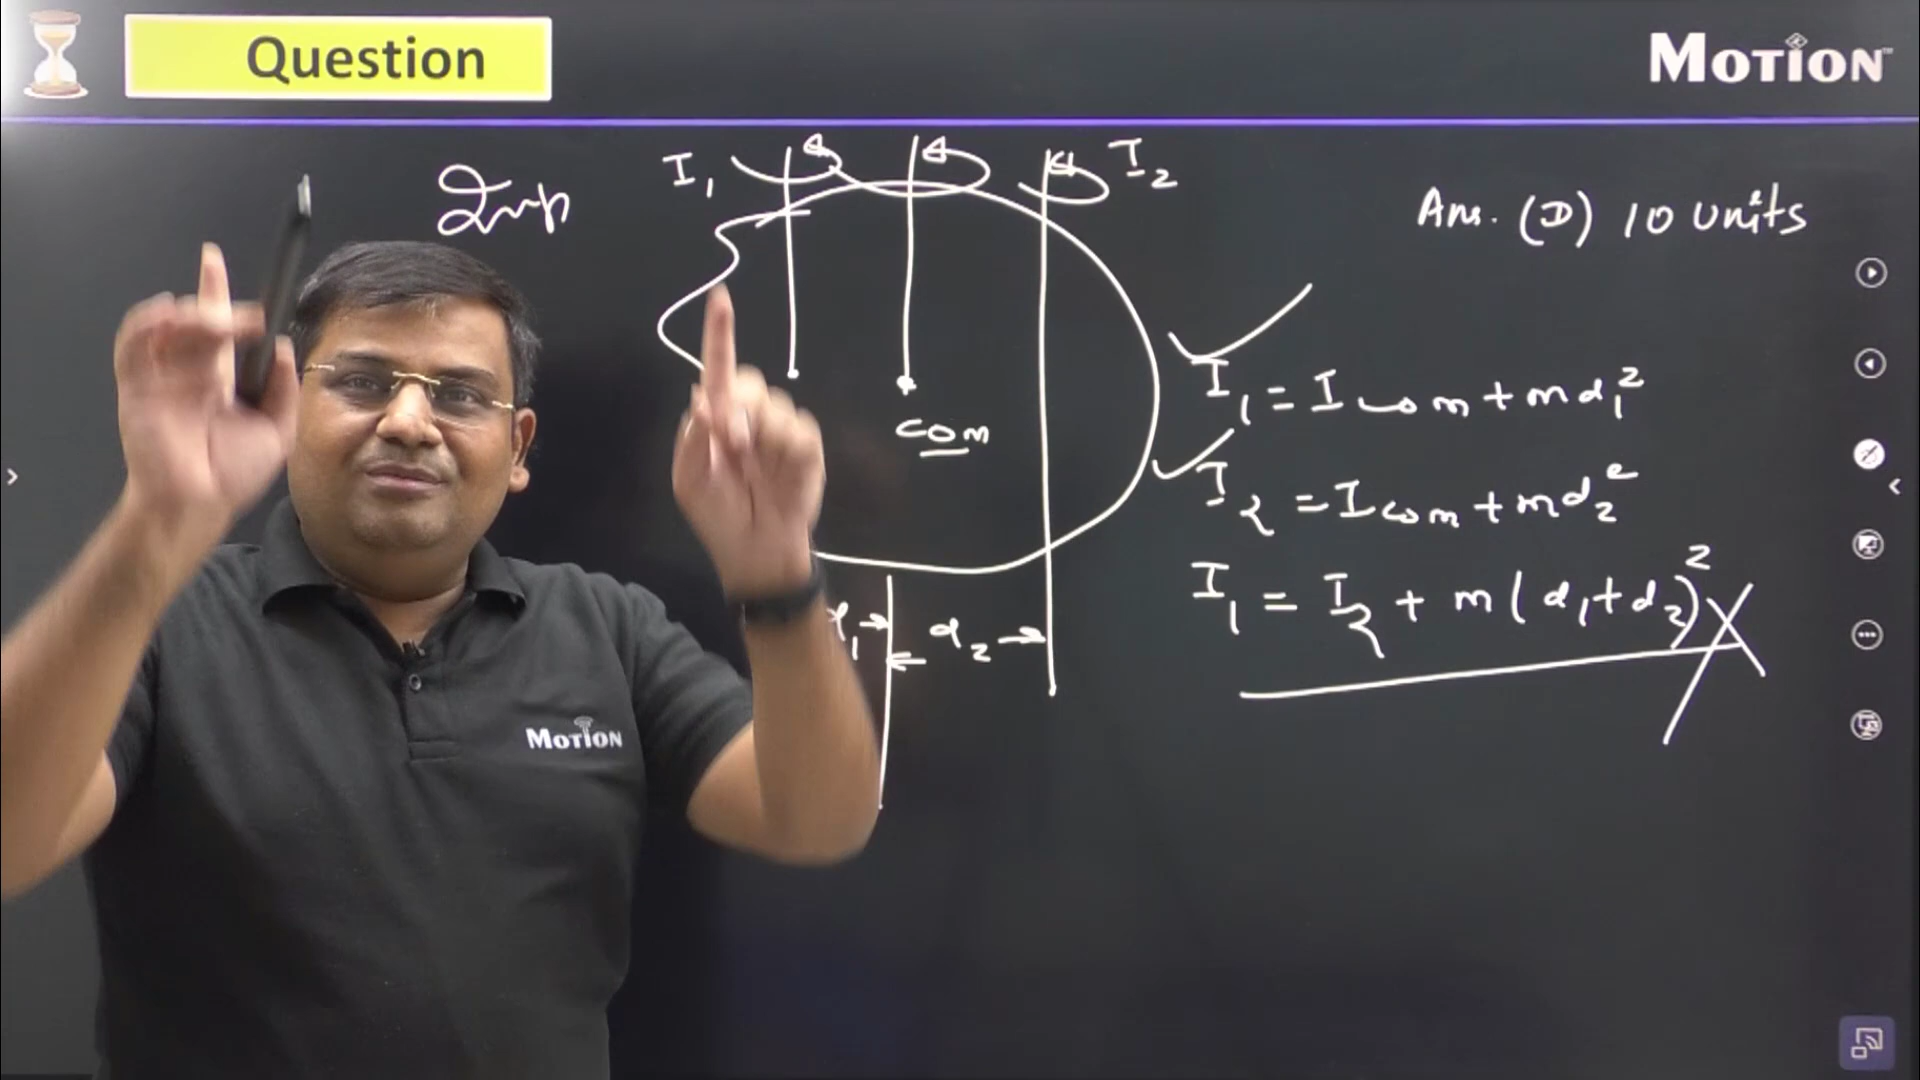 Question
MOTION
Imp
I₁
I₂
Ans. (D) 10 units
com
I₁ = Icom + md₁²
I₂ = Icom + md₂²
I₁ = I₂ + m(d₁+d₂)²
d₁
d₂
MOTION